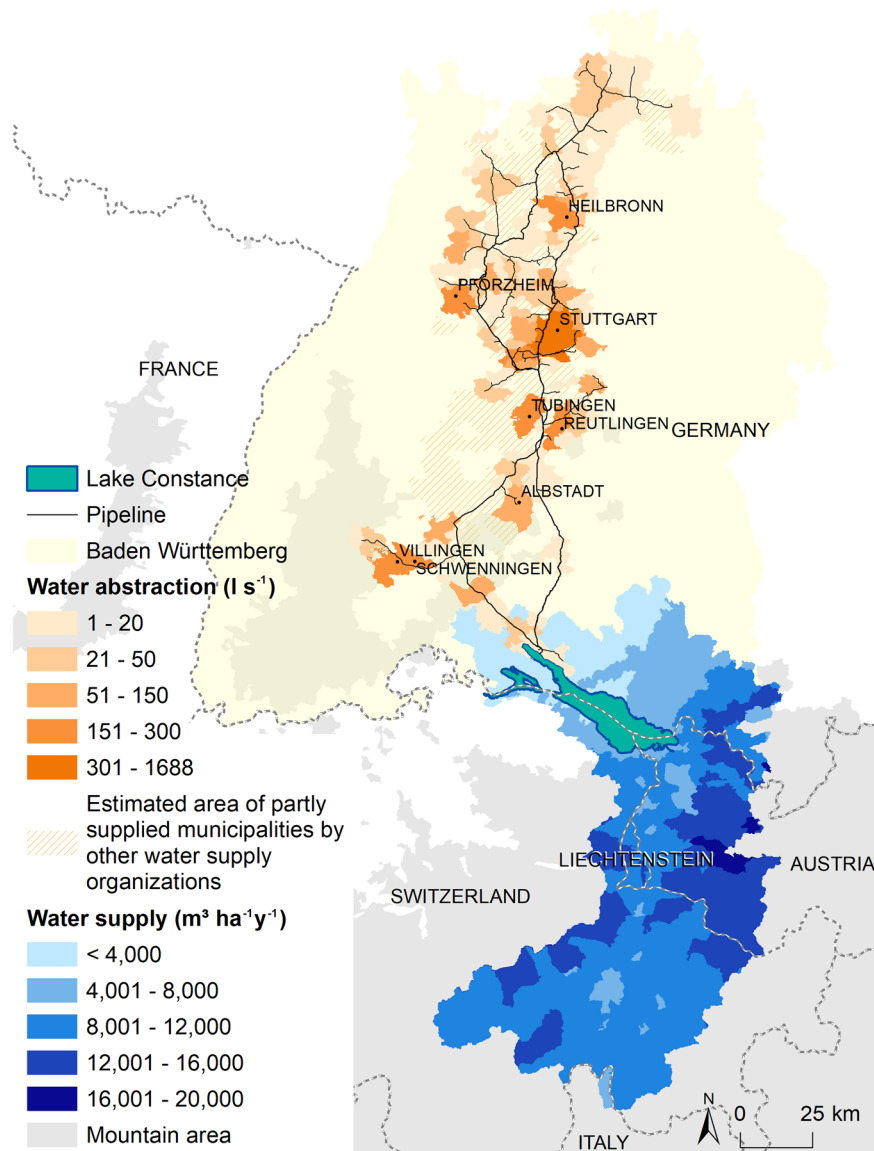 HEILBRONN
PFORZHEIM
STUTTGART
FRANCE
TÜBINGEN
REUTLINGEN
GERMANY
Lake Constance
ALBSTADT
Pipeline
Baden Württemberg
VILLINGEN
SCHWENNINGEN
Water abstraction (l s⁻¹)
1 - 20
21 - 50
51 - 150
151 - 300
301 - 1688
Estimated area of partly
supplied municipalities by
other water supply
organizations
LIECHTENSTEIN
AUSTRIA
SWITZERLAND
Water supply (m³ ha⁻¹y⁻¹)
< 4,000
4,001 - 8,000
8,001 - 12,000
12,001 - 16,000
16,001 - 20,000
Mountain area
N
0 25 km
ITALY